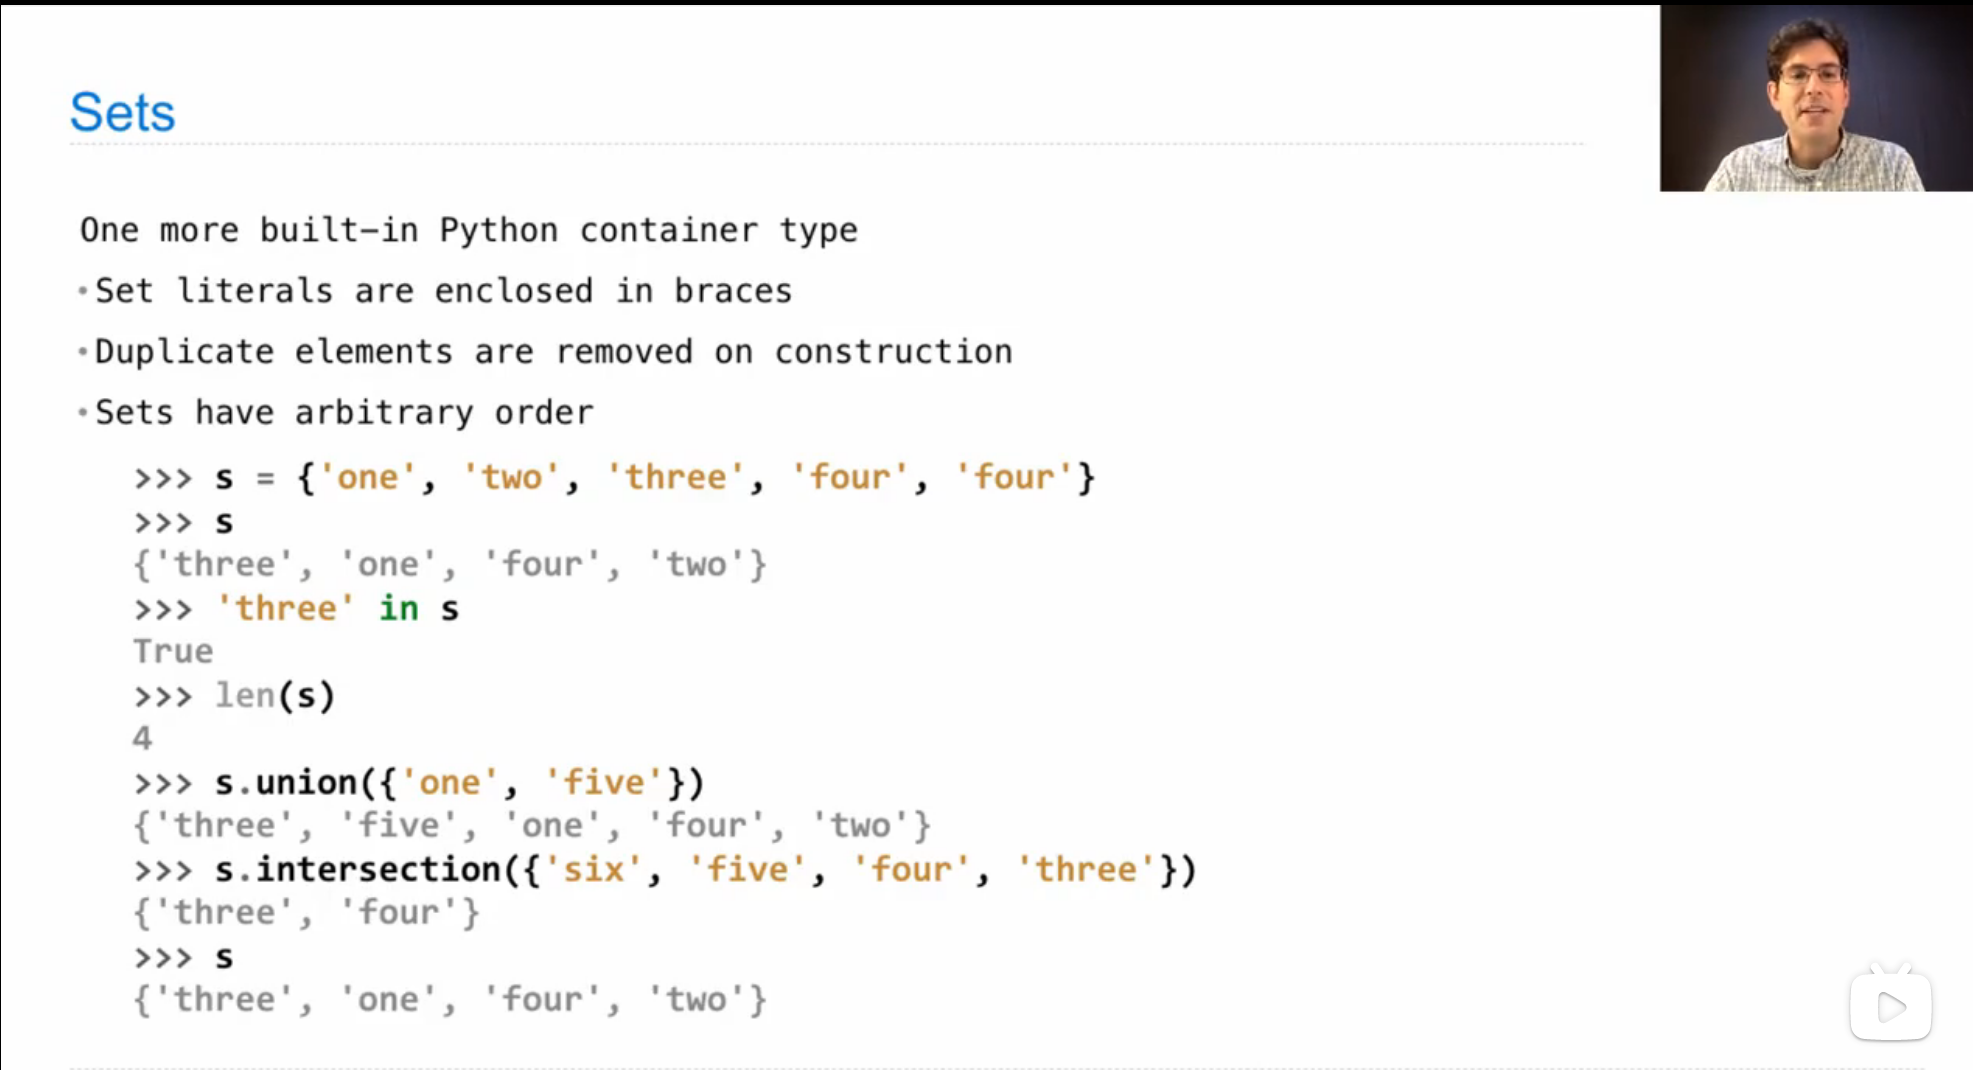 Sets
One more built-in Python container type
•Set literals are enclosed in braces
•Duplicate elements are removed on construction
•Sets have arbitrary order
>>> s = {'one', 'two', 'three', 'four', 'four'}
>>> s
{'three', 'one', 'four', 'two'}
>>> 'three' in s
True
>>> len(s)
4
>>> s.union({'one', 'five'})
{'three', 'five', 'one', 'four', 'two'}
>>> s.intersection({'six', 'five', 'four', 'three'})
{'three', 'four'}
>>> s
{'three', 'one', 'four', 'two'}